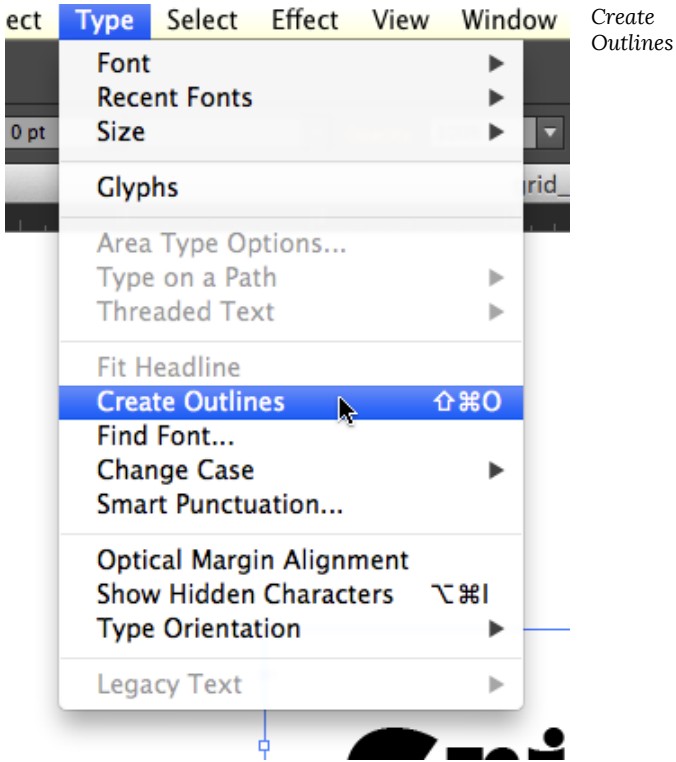 ect Type Select Effect View Window
Create
Outlines
Font
Recent Fonts
0 pt
Size
Glyphs
grid_
Area Type Options...
Type on a Path
Threaded Text
Fit Headline
Create Outlines ⇧⌘O
Find Font...
Change Case
Smart Punctuation...
Optical Margin Alignment
Show Hidden Characters ⌥⌘I
Type Orientation
Legacy Text
Gri